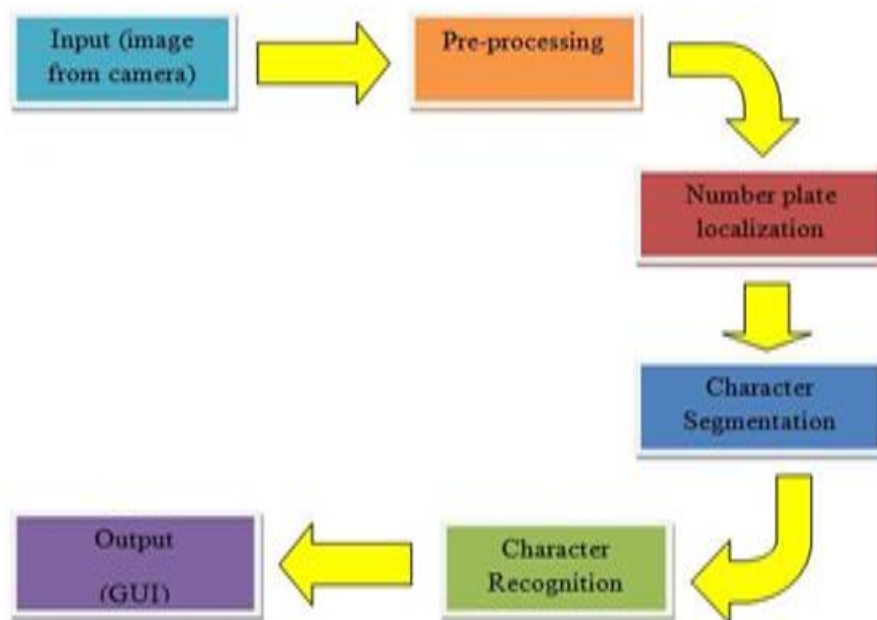 Input (image
from camera)
Pre-processing
Number plate
localization
Character
Segmentation
Character
Recognition
Output
(GUI)